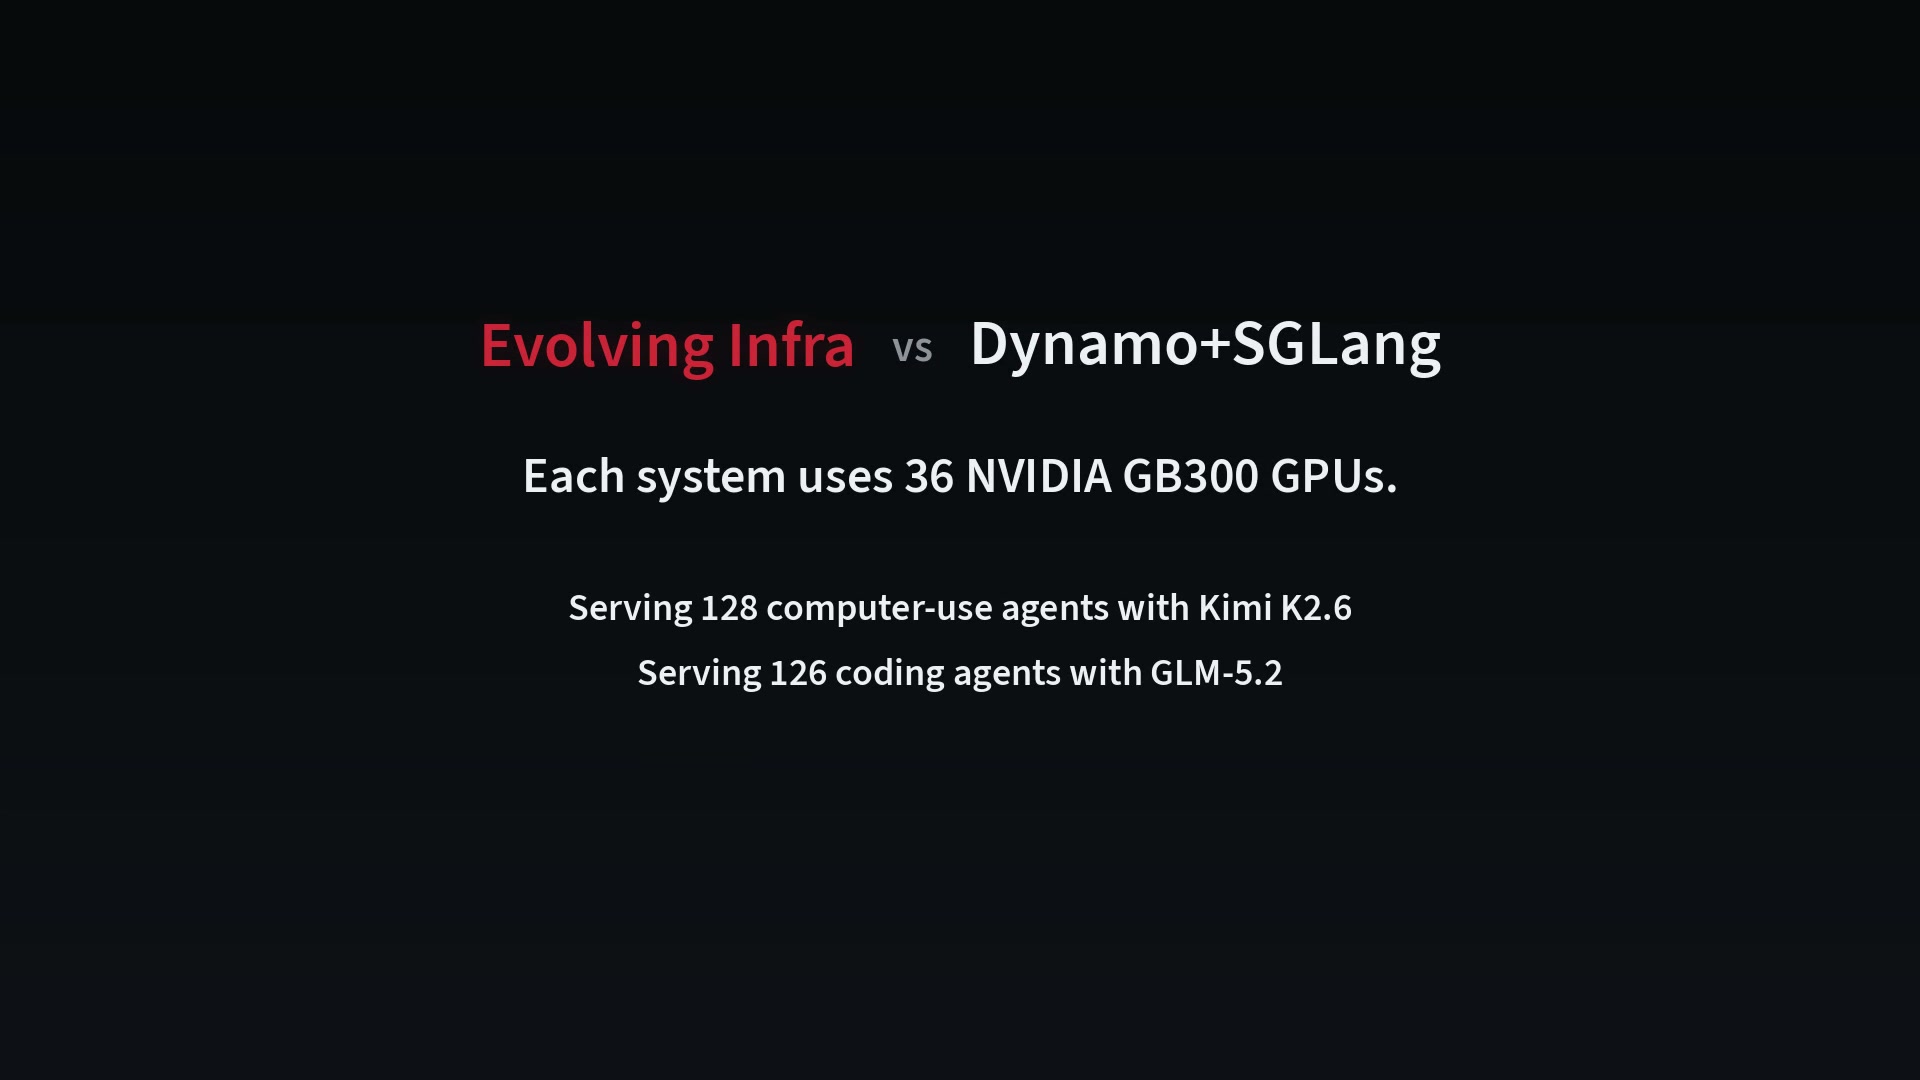 Evolving Infra vs Dynamo+SGLang
Each system uses 36 NVIDIA GB300 GPUs.
Serving 128 computer-use agents with Kimi K2.6
Serving 126 coding agents with GLM-5.2